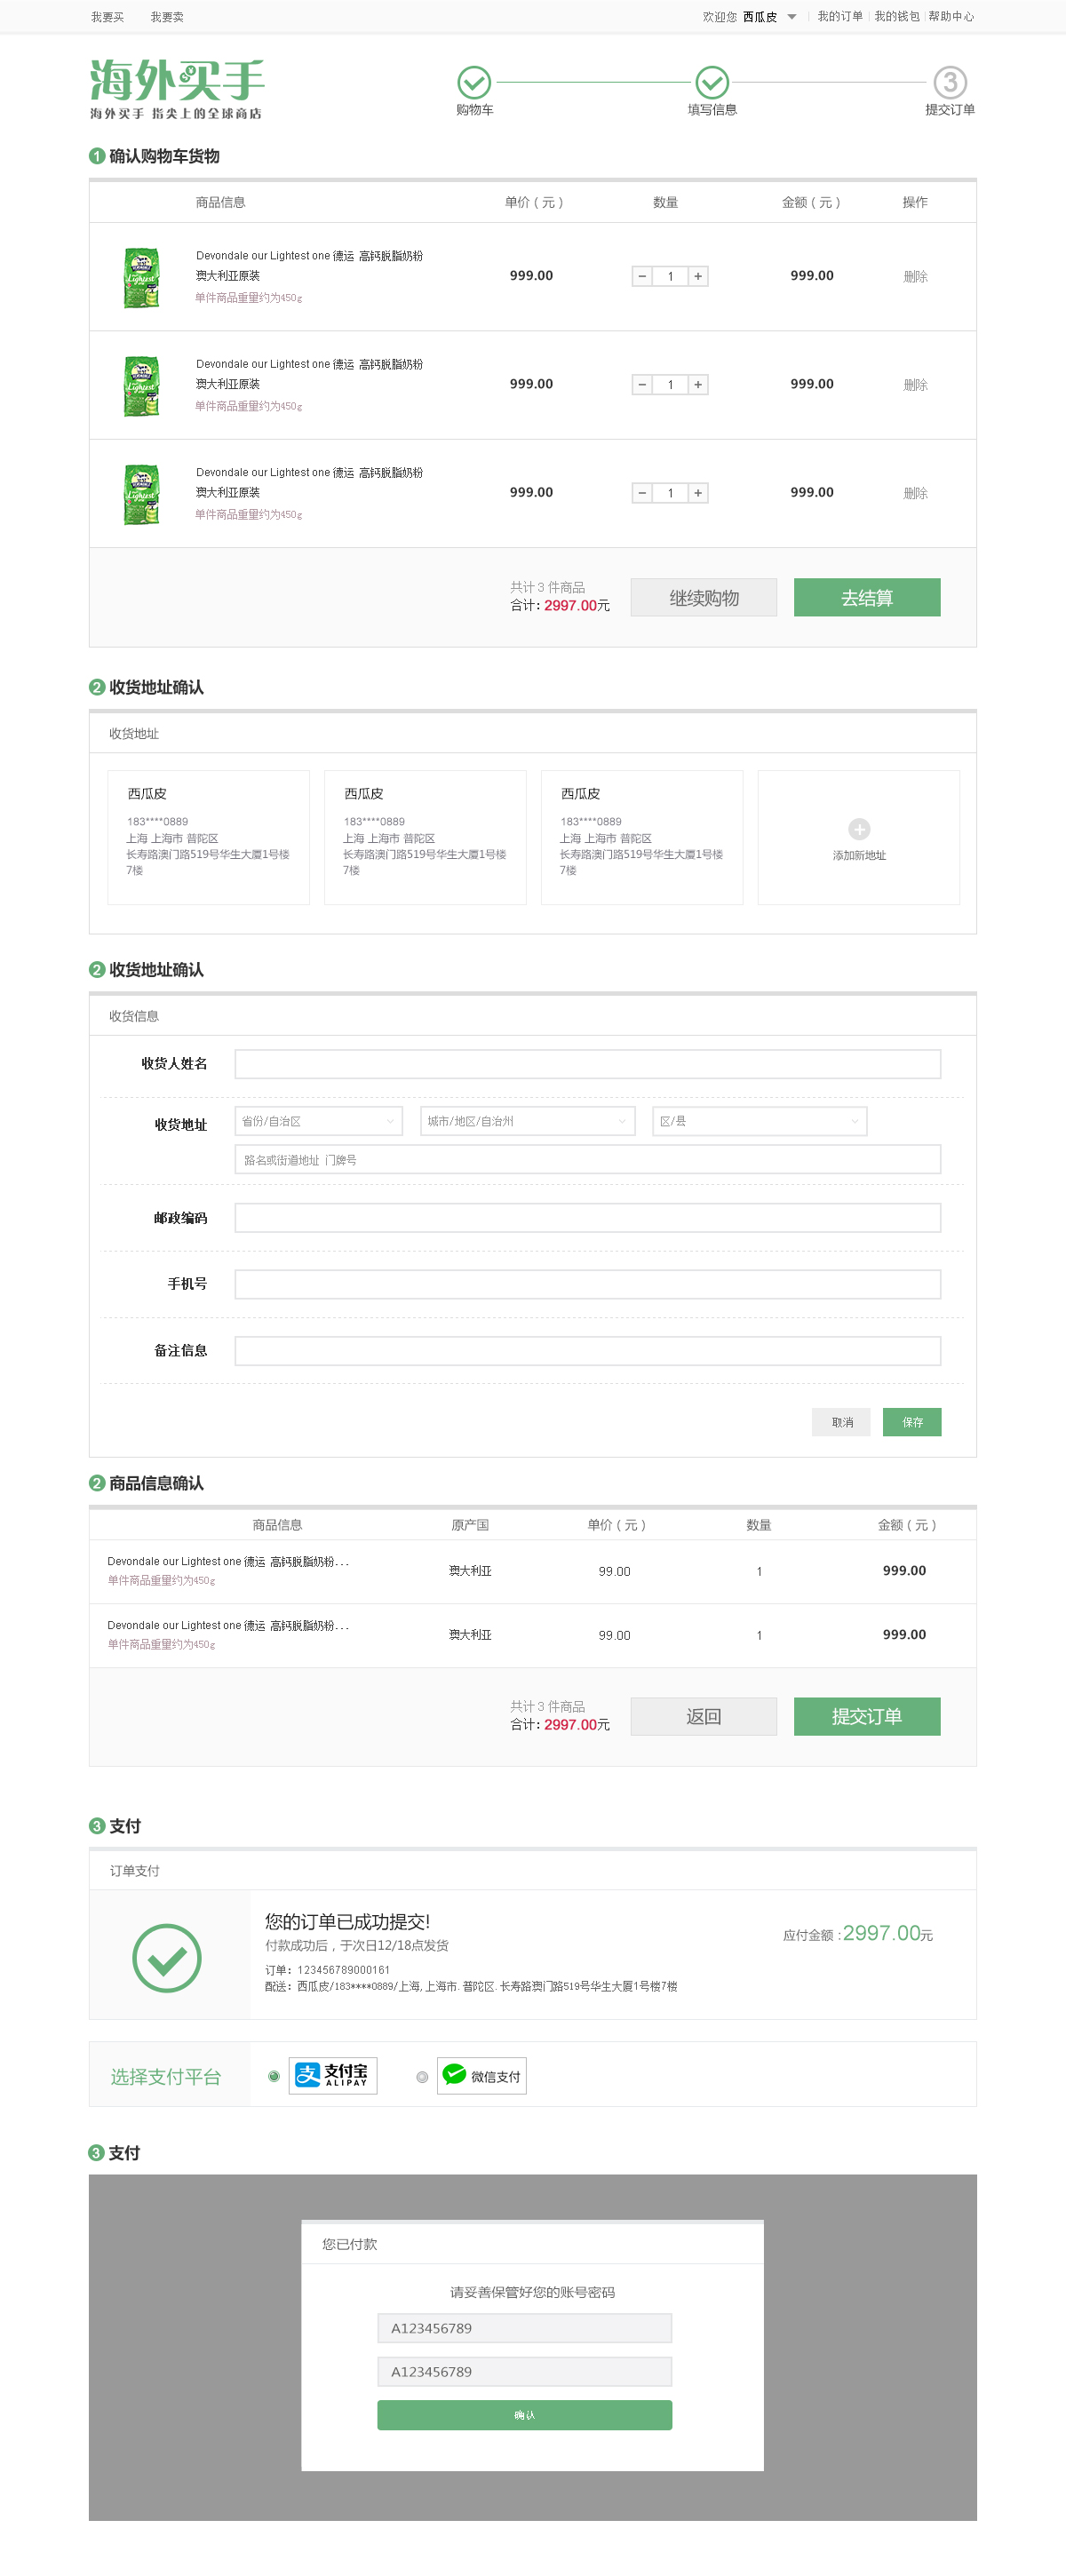 我要买 我要卖 欢迎您 西瓜皮 我的订单 我的钱包 帮助中心
海外买手
海外买手 指尖上的全球商店
3
购物车 填写信息 提交订单
1 确认购物车货物
商品信息 单价（元） 数量 金额（元） 操作
Devondale our Lightest one 德运 高钙脱脂奶粉
澳大利亚原装
单件商品重量约为450g
999.00 - 1 + 999.00 删除
Lightest
Devondale our Lightest one 德运 高钙脱脂奶粉
澳大利亚原装
单件商品重量约为450g
999.00 - 1 + 999.00 删除
Lightest
Devondale our Lightest one 德运 高钙脱脂奶粉
澳大利亚原装
单件商品重量约为450g
999.00 - 1 + 999.00 删除
Lightest
共计 3 件商品
合计：2997.00元
继续购物 去结算
2 收货地址确认
收货地址
西瓜皮
183****0889
上海 上海市 普陀区
长寿路澳门路519号华生大厦1号楼
7楼
西瓜皮
183****0889
上海 上海市 普陀区
长寿路澳门路519号华生大厦1号楼
7楼
西瓜皮
183****0889
上海 上海市 普陀区
长寿路澳门路519号华生大厦1号楼
7楼
添加新地址
2 收货地址确认
收货信息
收货人姓名
收货地址 省份/自治区 城市/地区/自治州 区/县
路名或街道地址 门牌号
邮政编码
手机号
备注信息
取消 保存
2 商品信息确认
商品信息 原产国 单价（元） 数量 金额（元）
Devondale our Lightest one 德运 高钙脱脂奶粉...
单件商品重量约为450g
澳大利亚 99.00 1 999.00
Devondale our Lightest one 德运 高钙脱脂奶粉...
单件商品重量约为450g
澳大利亚 99.00 1 999.00
共计 3 件商品
合计：2997.00元
返回 提交订单
3 支付
订单支付
您的订单已成功提交!
付款成功后，于次日12/18点发货
应付金额 :2997.00元
订单：123456789000161
配送：西瓜皮/183****0889/上海,上海市.普陀区.长寿路澳门路519号华生大厦1号楼7楼
选择支付平台 支付宝 微信支付
ALIPAY
3 支付
您已付款
请妥善保管好您的账号密码
A123456789
A123456789
确认